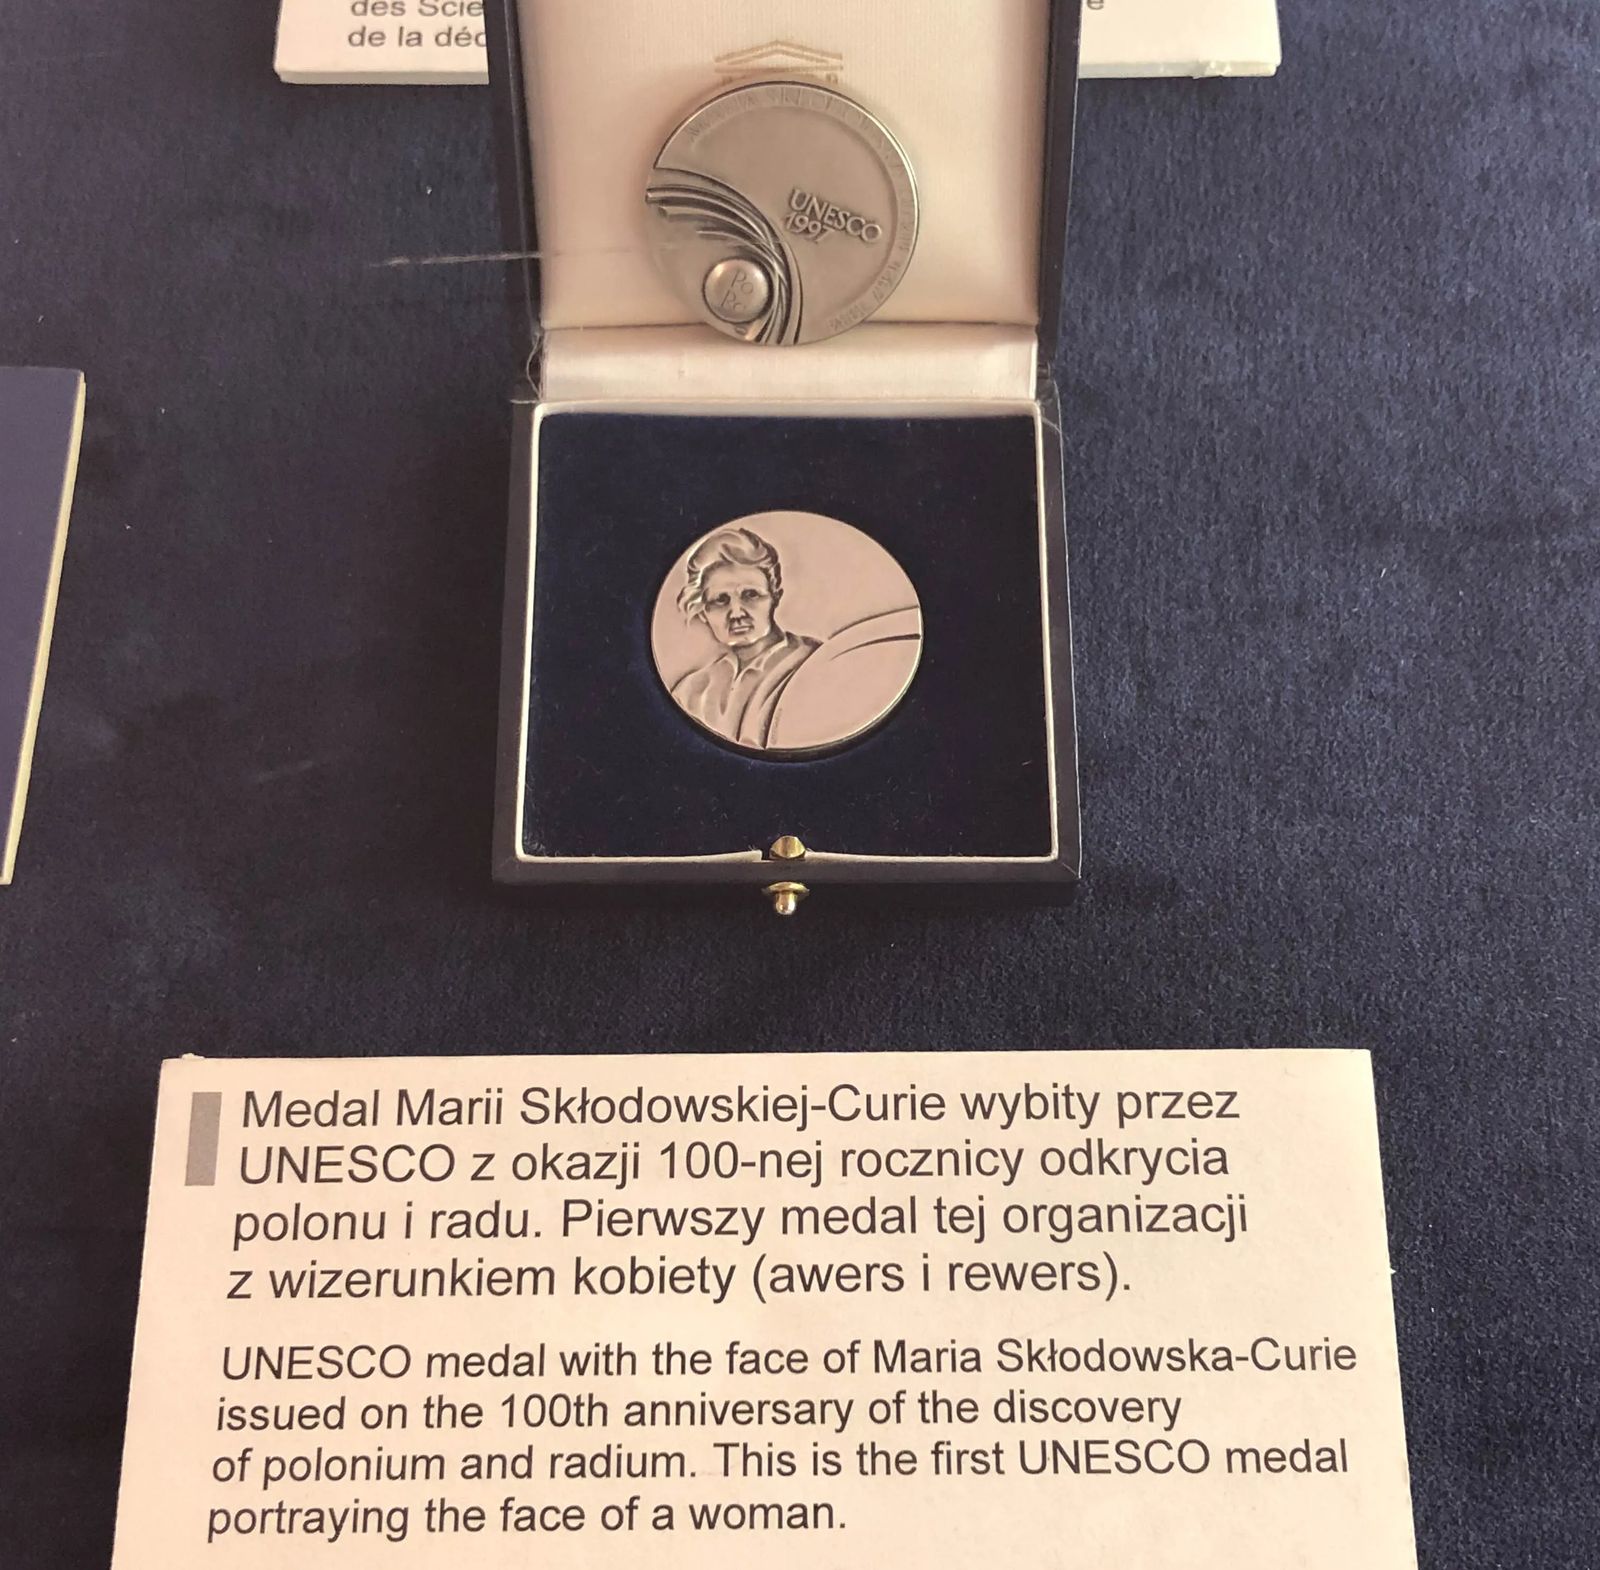 des Scie
de la déc
e
UNESCO
1997
Po
Medal Marii Skłodowskiej-Curie wybity przez
UNESCO z okazji 100-nej rocznicy odkrycia
polonu i radu. Pierwszy medal tej organizacji
z wizerunkiem kobiety (awers i rewers).
UNESCO medal with the face of Maria Skłodowska-Curie
issued on the 100th anniversary of the discovery
of polonium and radium. This is the first UNESCO medal
portraying the face of a woman.